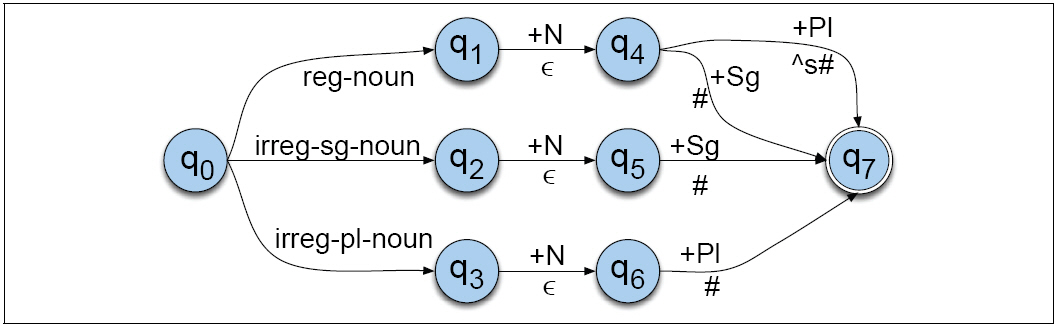 q1 +N q4 +Pl
ϵ ^s#
reg-noun +Sg
#
q0 irreg-sg-noun q2 +N q5 +Sg q7
ϵ #
irreg-pl-noun q3 +N q6 +Pl
ϵ #